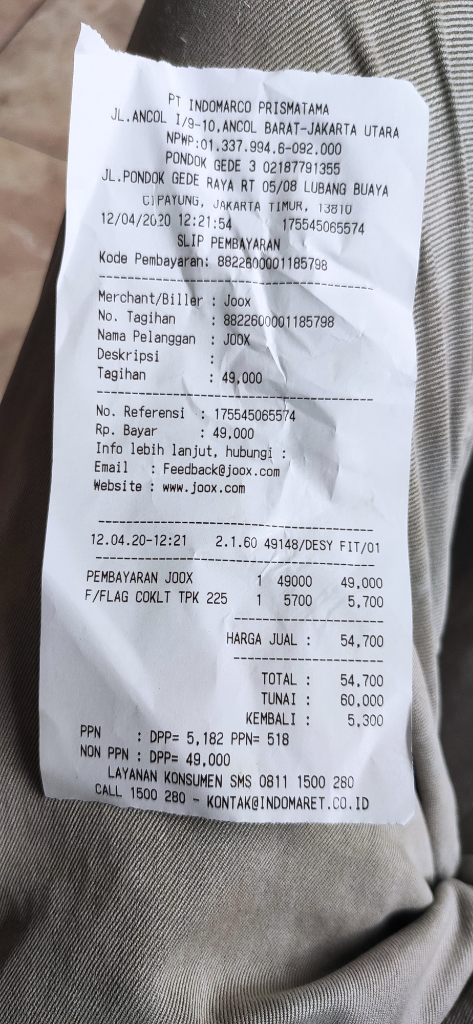 PT INDOMARCO PRISMATAMA
JL.ANCOL I/9-10,ANCOL BARAT-JAKARTA UTARA
NPWP:01.337.994.6-092.000
PONDOK GEDE 3 02187791355
JL.PONDOK GEDE RAYA RT 05/08 LUBANG BUAYA
CIPAYUNG, JAKARTA TIMUR, 13810
12/04/2020 12:21:54 175545065574
SLIP PEMBAYARAN
Kode Pembayaran: 8822600001185798
Merchant/Biller : Joox
No. Tagihan : 8822600001185798
Nama Pelanggan : JOOX
Deskripsi :
Tagihan : 49,000
No. Referensi : 175545065574
Rp. Bayar : 49,000
Info lebih lanjut, hubungi :
Email : Feedback@joox.com
Website : www.joox.com
12.04.20-12:21 2.1.60 49148/DESY FIT/01
PEMBAYARAN JOOX 1 49000 49,000
F/FLAG COKLT TPK 225 1 5700 5,700
HARGA JUAL : 54,700
TOTAL : 54,700
TUNAI : 60,000
KEMBALI : 5,300
PPN : DPP= 5,182 PPN= 518
NON PPN : DPP= 49,000
LAYANAN KONSUMEN SMS 0811 1500 280
CALL 1500 280 - KONTAK@INDOMARET.CO.ID